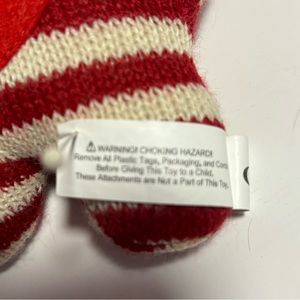 ⚠ WARNING! CHOKING HAZARD!
Remove All Plastic Tags, Packaging, and Cords
Before Giving This Toy to a Child.
These Attachments are Not a Part of This Toy.